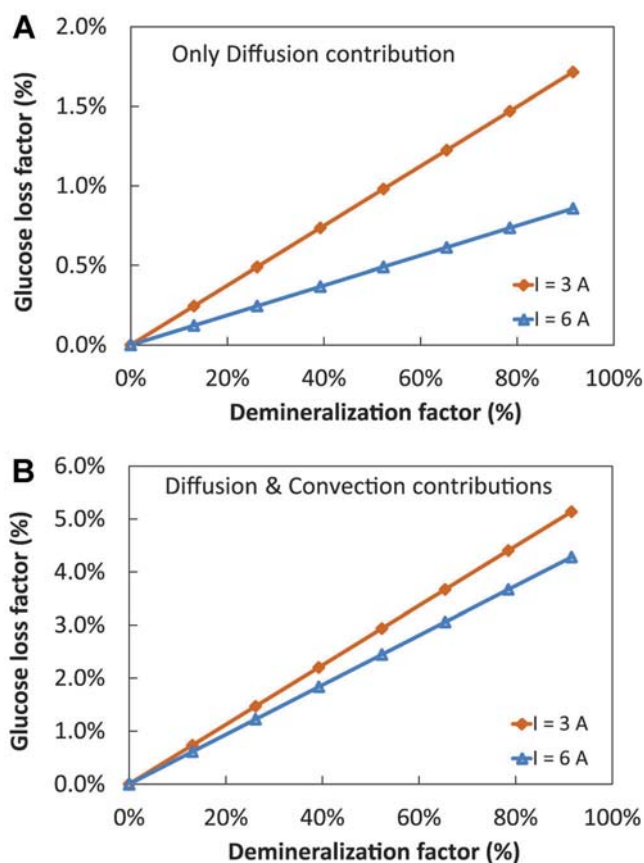 A
Only Diffusion contribution
Glucose loss factor (%)
2.0%
1.5%
1.0%
0.5%
0.0%
I = 3 A
I = 6 A
0% 20% 40% 60% 80% 100%
Demineralization factor (%)
B
Diffusion & Convection contributions
Glucose loss factor (%)
6.0%
5.0%
4.0%
3.0%
2.0%
1.0%
0.0%
I = 3 A
I = 6 A
0% 20% 40% 60% 80% 100%
Demineralization factor (%)